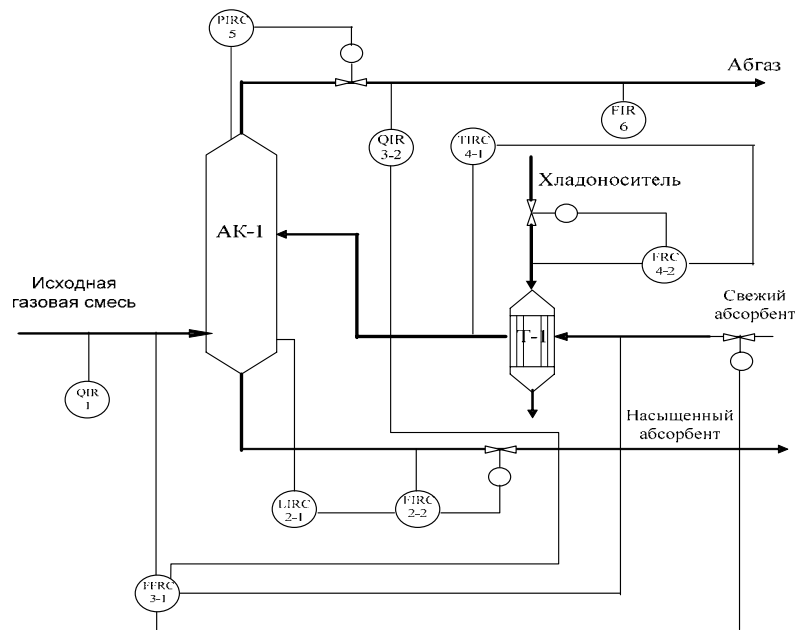 PIRC
5
Абгаз
QIR
3-2
TIRC
4-1
FIR
6
Хладоноситель
АК-1
FRC
4-2
Исходная
газовая смесь
Свежий
абсорбент
Т-1
QIR
1
Насыщенный
абсорбент
LIRC
2-1
FIRC
2-2
FFRC
3-1